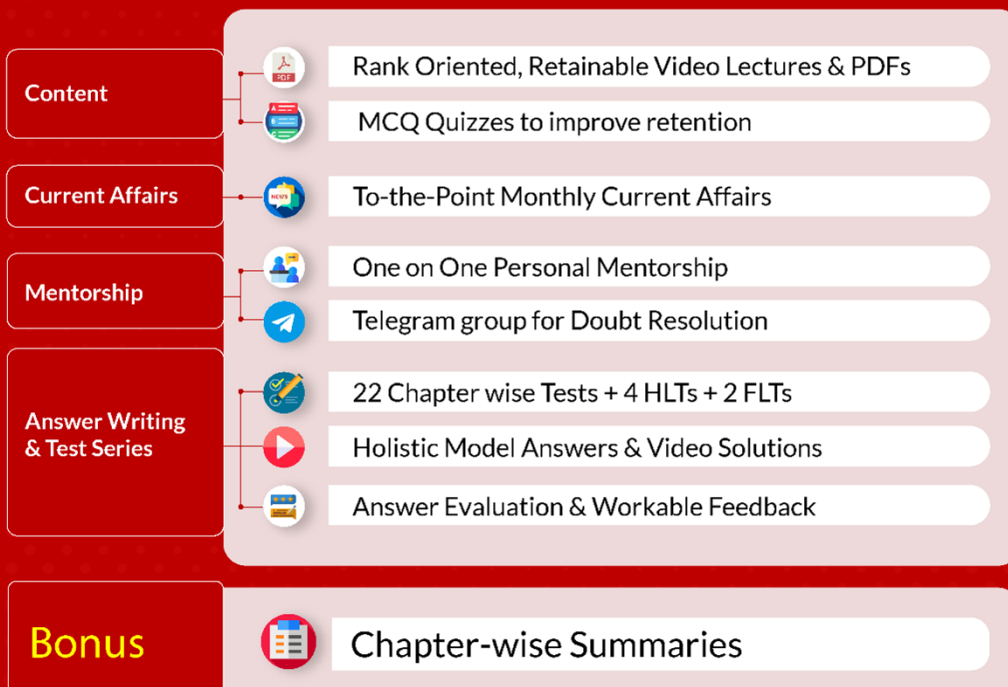 Content
PDF
Rank Oriented, Retainable Video Lectures & PDFs
A
B
C
MCQ Quizzes to improve retention
Current Affairs
NEWS
To-the-Point Monthly Current Affairs
Mentorship
One on One Personal Mentorship
Telegram group for Doubt Resolution
Answer Writing
& Test Series
22 Chapter wise Tests + 4 HLTs + 2 FLTs
Holistic Model Answers & Video Solutions
Answer Evaluation & Workable Feedback
Bonus
Chapter-wise Summaries